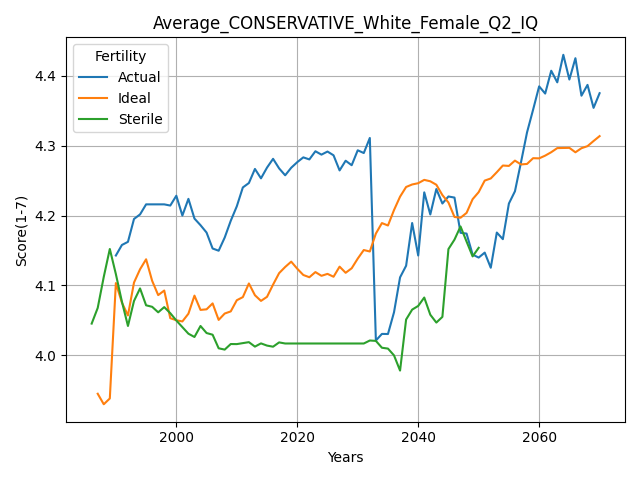 Average_CONSERVATIVE_White_Female_Q2_IQ
Fertility
Actual
Ideal
Sterile
Score(1-7)
4.4
4.3
4.2
4.1
4.0
2000 2020 2040 2060
Years